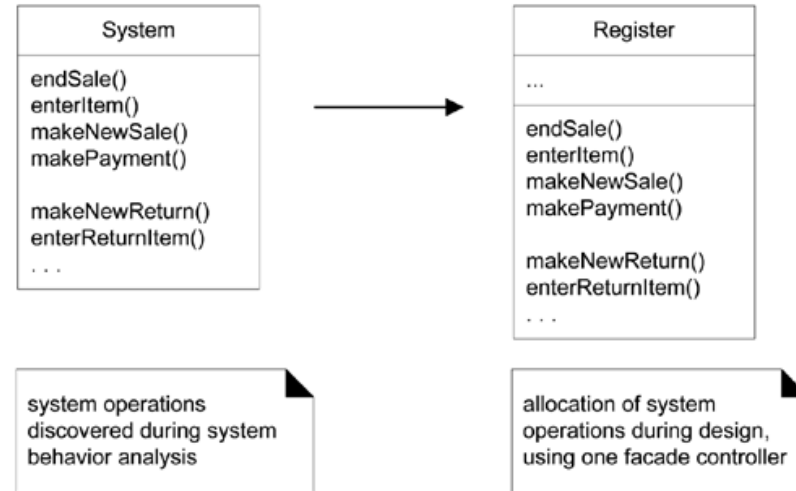 System
endSale()
enterItem()
makeNewSale()
makePayment()
makeNewReturn()
enterReturnItem()
. . .
Register
...
endSale()
enterItem()
makeNewSale()
makePayment()
makeNewReturn()
enterReturnItem()
. . .
system operations
discovered during system
behavior analysis
allocation of system
operations during design,
using one facade controller